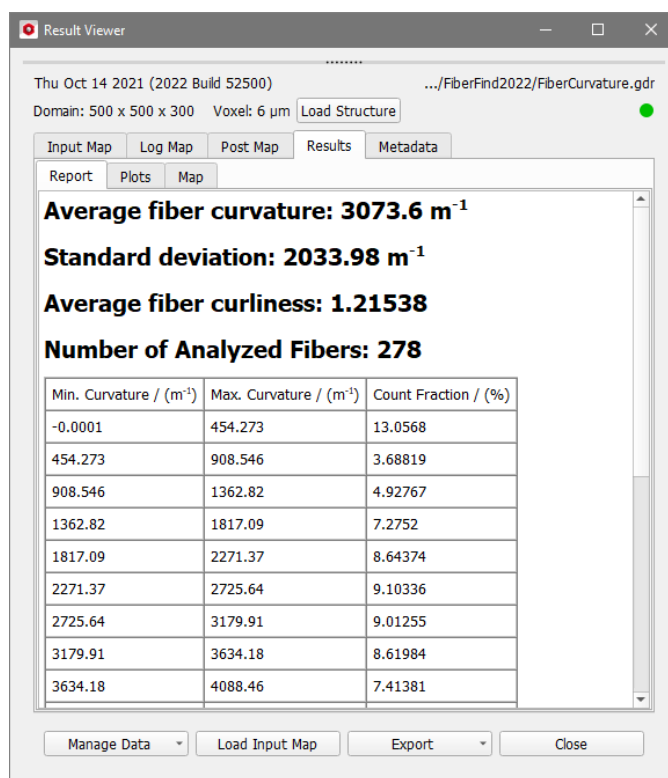 Result Viewer
Thu Oct 14 2021 (2022 Build 52500) .../FiberFind2022/FiberCurvature.gdr
Domain: 500 x 500 x 300 Voxel: 6 µm Load Structure
Input Map Log Map Post Map Results Metadata
Report Plots Map
Average fiber curvature: 3073.6 m⁻¹
Standard deviation: 2033.98 m⁻¹
Average fiber curliness: 1.21538
Number of Analyzed Fibers: 278
Min. Curvature / (m⁻¹) Max. Curvature / (m⁻¹) Count Fraction / (%)
-0.0001 454.273 13.0568
454.273 908.546 3.68819
908.546 1362.82 4.92767
1362.82 1817.09 7.2752
1817.09 2271.37 8.64374
2271.37 2725.64 9.10336
2725.64 3179.91 9.01255
3179.91 3634.18 8.61984
3634.18 4088.46 7.41381
Manage Data Load Input Map Export Close